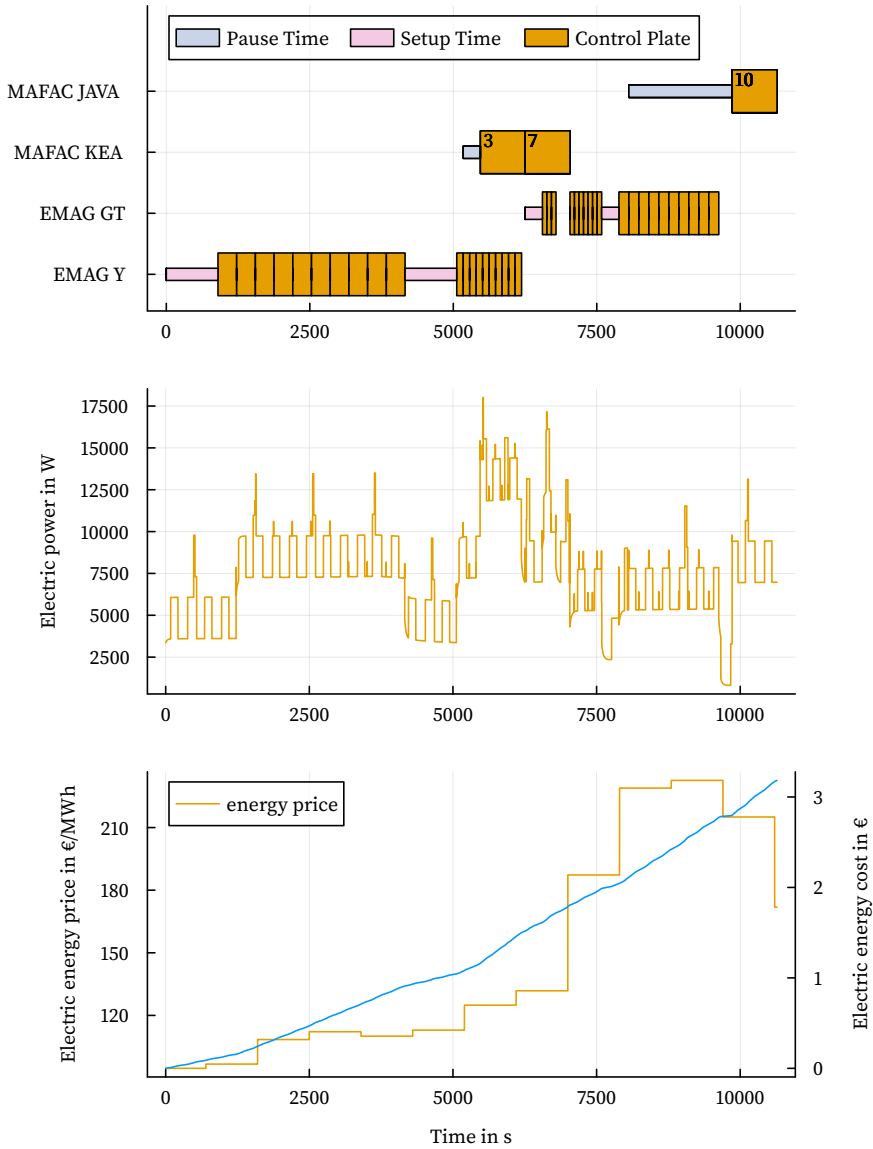 Pause Time Setup Time Control Plate
MAFAC JAVA
10
MAFAC KEA
3 7
EMAG GT
EMAG Y
0 2500 5000 7500 10000
Electric power in W
17500
15000
12500
10000
7500
5000
2500
0 2500 5000 7500 10000
Electric energy price in €/MWh
energy price
210
180
150
120
3
2
1
0
Electric energy cost in €
0 2500 5000 7500 10000
Time in s